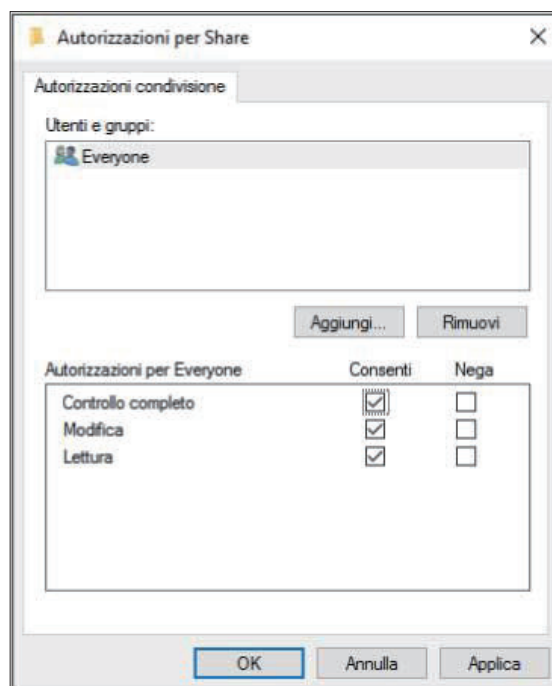 Autorizzazioni per Share
Autorizzazioni condivisione
Utenti e gruppi:
Everyone
Aggiungi... Rimuovi
Autorizzazioni per Everyone Consenti Nega
Controllo completo
Modifica
Lettura
OK Annulla Applica